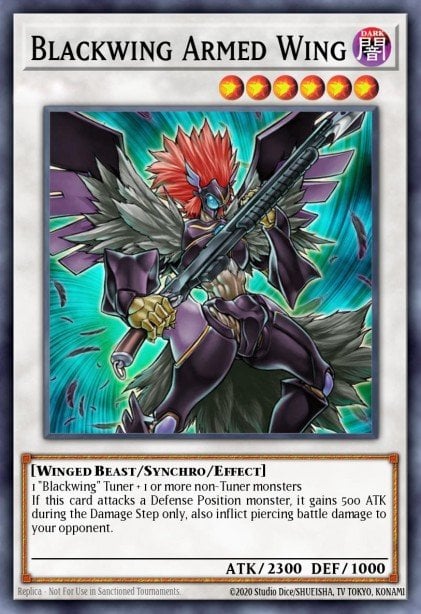 Blackwing Armed Wing
DARK
闇
[Winged Beast/Synchro/Effect]
1 "Blackwing" Tuner + 1 or more non-Tuner monsters
If this card attacks a Defense Position monster, it gains 500 ATK
during the Damage Step only, also inflict piercing battle damage to
your opponent.
ATK/2300 DEF/1000
Replica - Not For Use in Sanctioned Tournaments.
©2020 Studio Dice/SHUEISHA, TV TOKYO, KONAMI